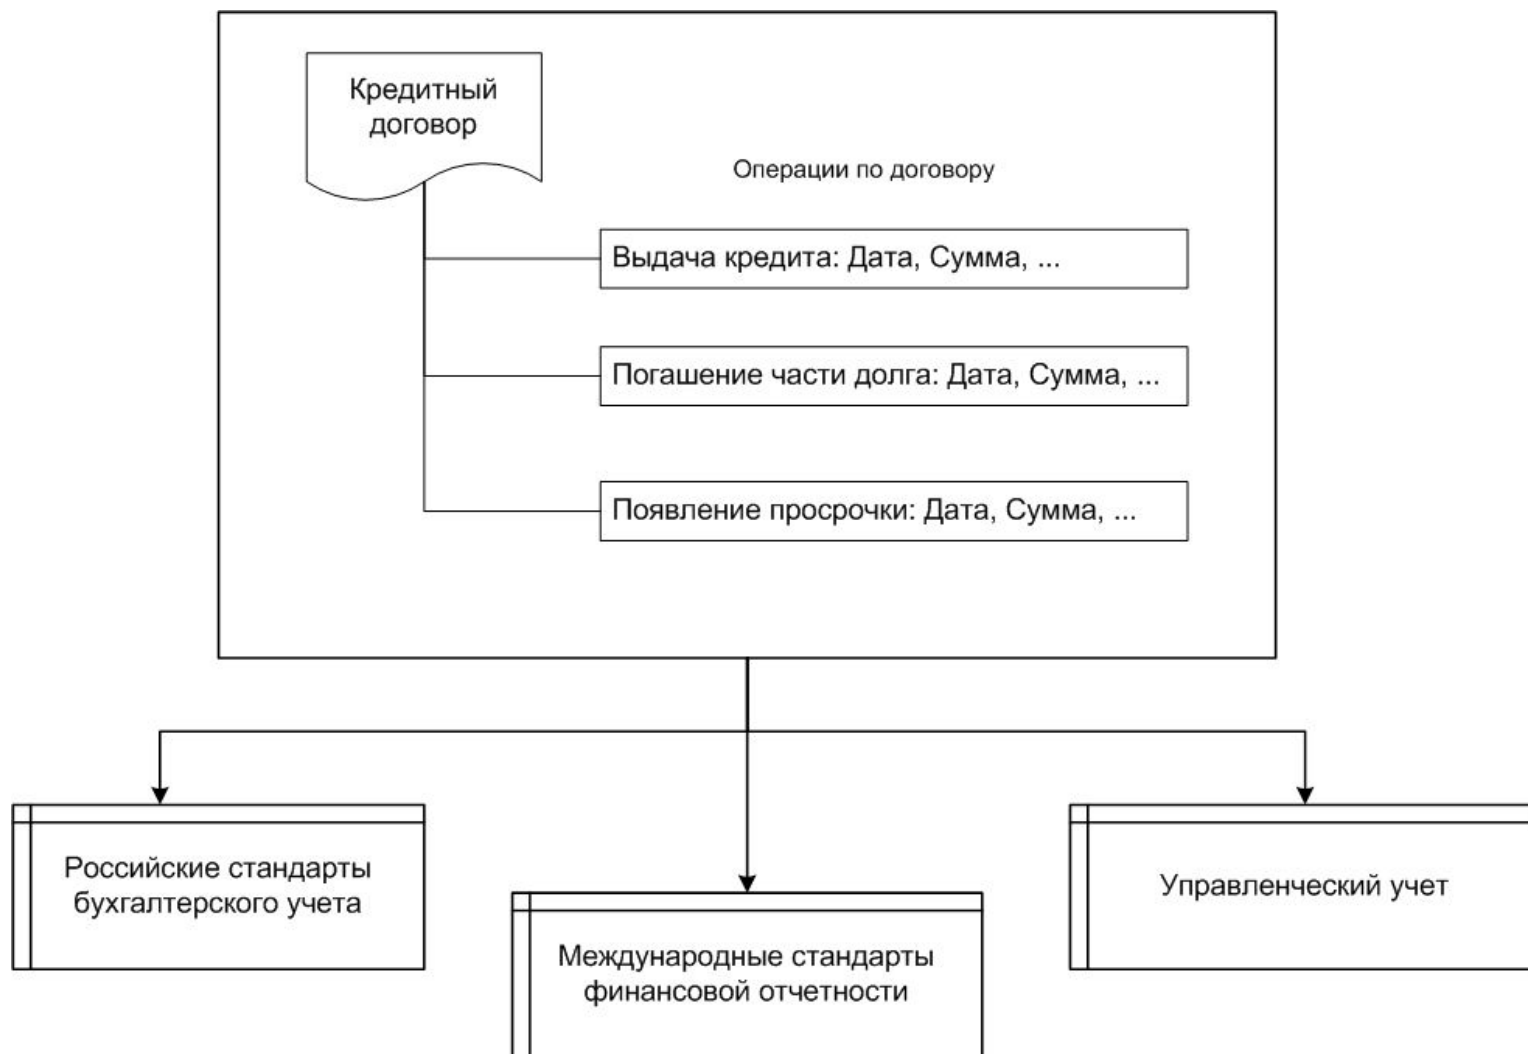 Кредитный
договор
Операции по договору
Выдача кредита: Дата, Сумма, ...
Погашение части долга: Дата, Сумма, ...
Появление просрочки: Дата, Сумма, ...
Российские стандарты
бухгалтерского учета
Управленческий учет
Международные стандарты
финансовой отчетности